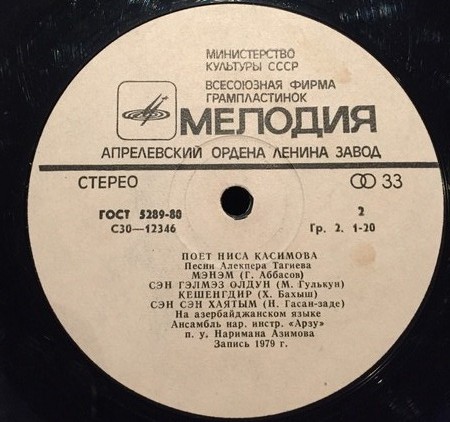 МИНИСТЕРСТВО
КУЛЬТУРЫ СССР
ВСЕСОЮЗНАЯ ФИРМА
ГРАМПЛАСТИНОК
МЕЛОДИЯ
АПРЕЛЕВСКИЙ ОРДЕНА ЛЕНИНА ЗАВОД
СТЕРЕО 33
ГОСТ 5289-80 2
С30—12346 Гр. 2. 1-20
ПОЕТ НИСА КАСИМОВА
Песни Алекпера Тагиева
МЭНЭМ (Г. Аббасов)
СЭН ГЭЛМЭЗ ОЛДУН (М. Гулькун)
КЕШЕНГДИР (Х. Бахыш)
СЭН СЭН ХАЯТЫМ (Н. Гасан-заде)
На азербайджанском языке
Ансамбль нар. инстр. «Арзу»
п. у. Наримана Азимова
Запись 1979 г.